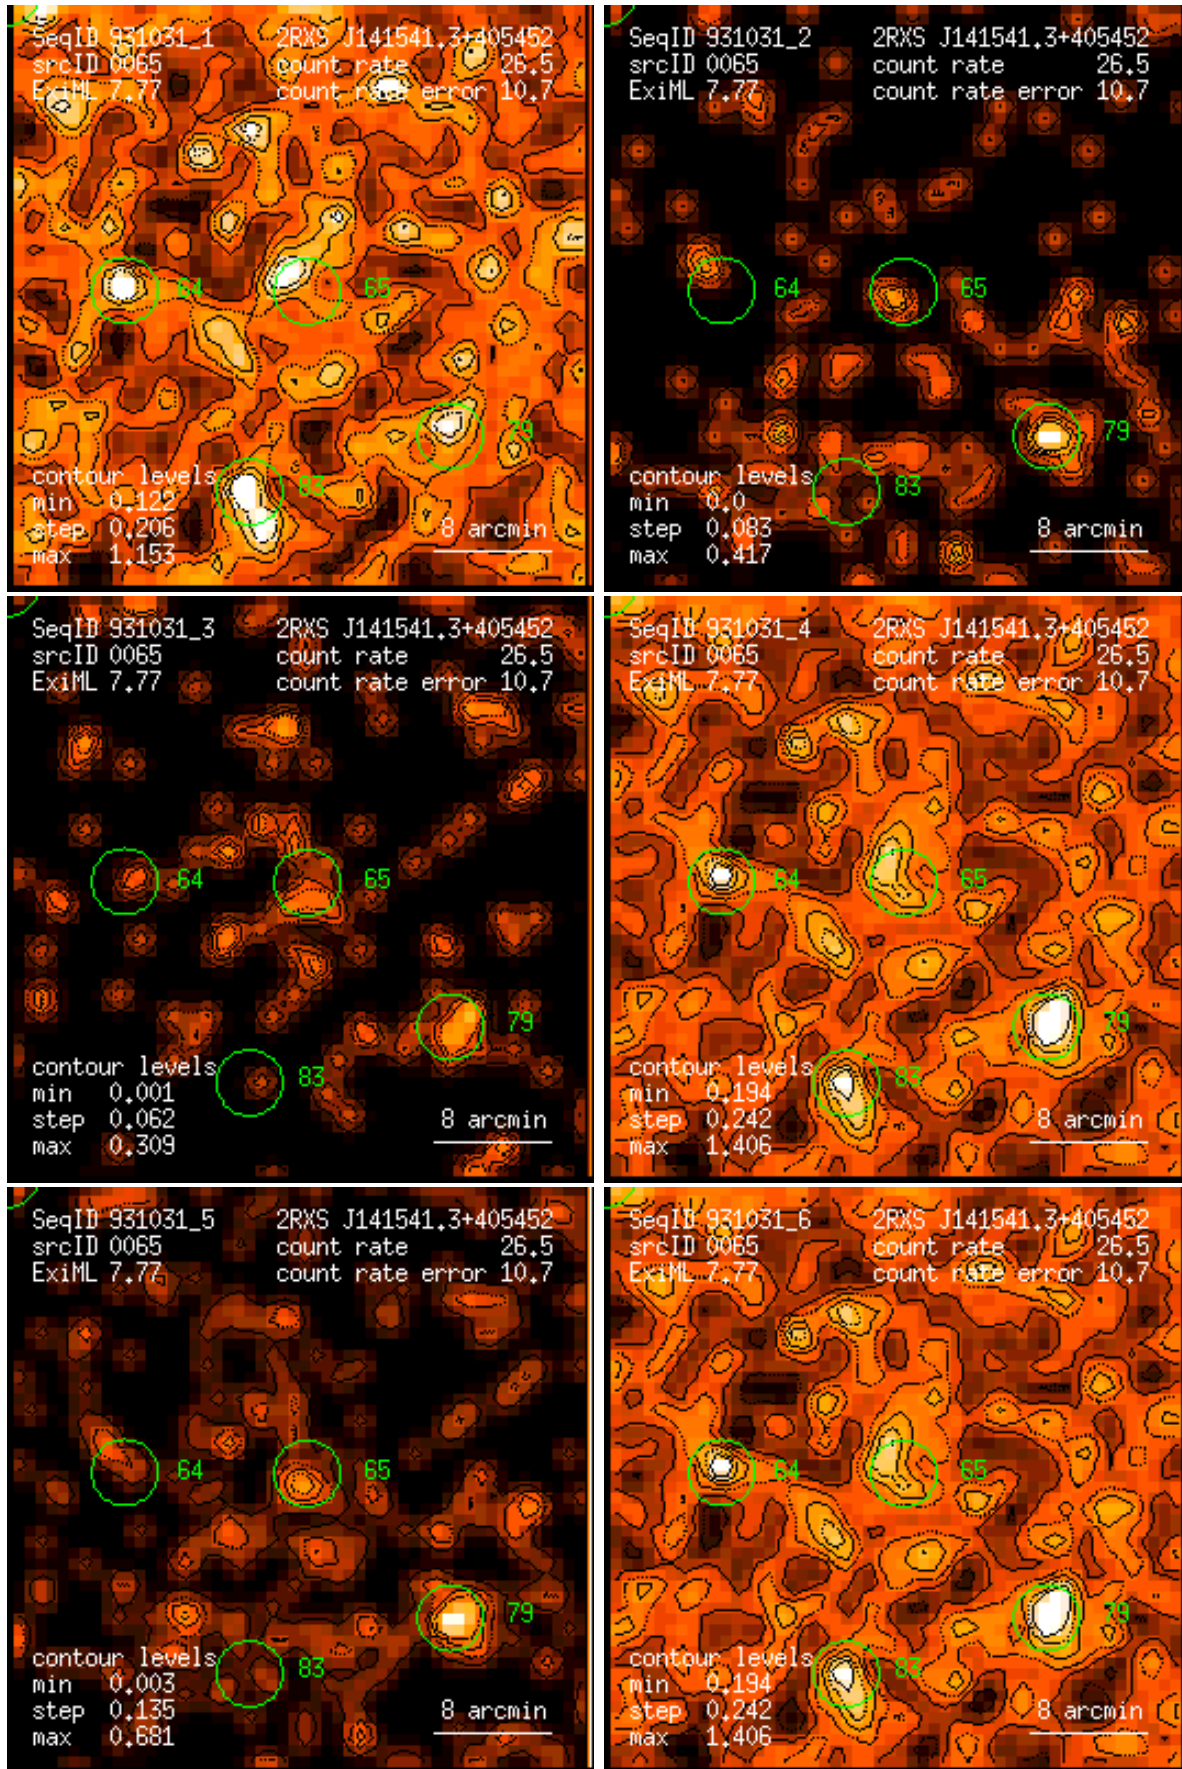 SeqID 931031_1 2RXS J141541.3+405452
srcID 0065 count rate 26.5
ExiML 7.77 count rate error 10.7
64 65
79
contour levels
83
min 0.122
step 0.206 8 arcmin
max 1.153
SeqID 931031_2 2RXS J141541.3+405452
srcID 0065 count rate 26.5
ExiML 7.77 count rate error 10.7
64 65
79
contour levels
83
min 0.0
step 0.083 8 arcmin
max 0.417
SeqID 931031_3 2RXS J141541.3+405452
srcID 0065 count rate 26.5
ExiML 7.77 count rate error 10.7
64 65
79
contour levels
83
min 0.001
step 0.062 8 arcmin
max 0.309
SeqID 931031_4 2RXS J141541.3+405452
srcID 0065 count rate 26.5
ExiML 7.77 count rate error 10.7
64 65
79
contour levels
83
min 0.194
step 0.242 8 arcmin
max 1.406
SeqID 931031_5 2RXS J141541.3+405452
srcID 0065 count rate 26.5
ExiML 7.77 count rate error 10.7
64 65
79
contour levels
83
min 0.003
step 0.135 8 arcmin
max 0.681
SeqID 931031_6 2RXS J141541.3+405452
srcID 0065 count rate 26.5
ExiML 7.77 count rate error 10.7
64 65
79
contour levels
83
min 0.194
step 0.242 8 arcmin
max 1.406